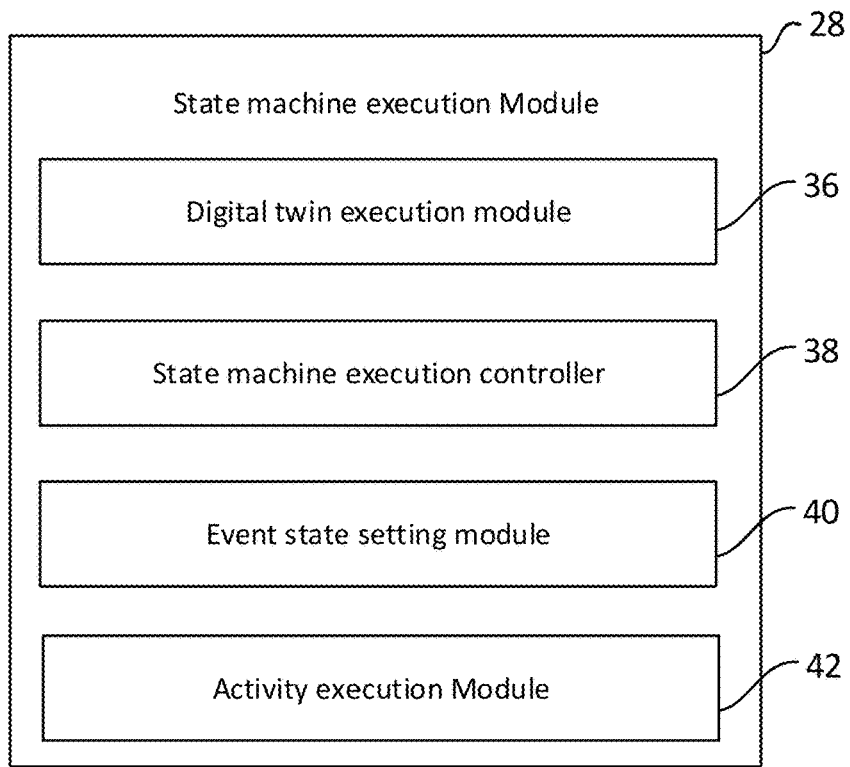 28
State machine execution Module
Digital twin execution module
36
State machine execution controller
38
Event state setting module
40
Activity execution Module
42